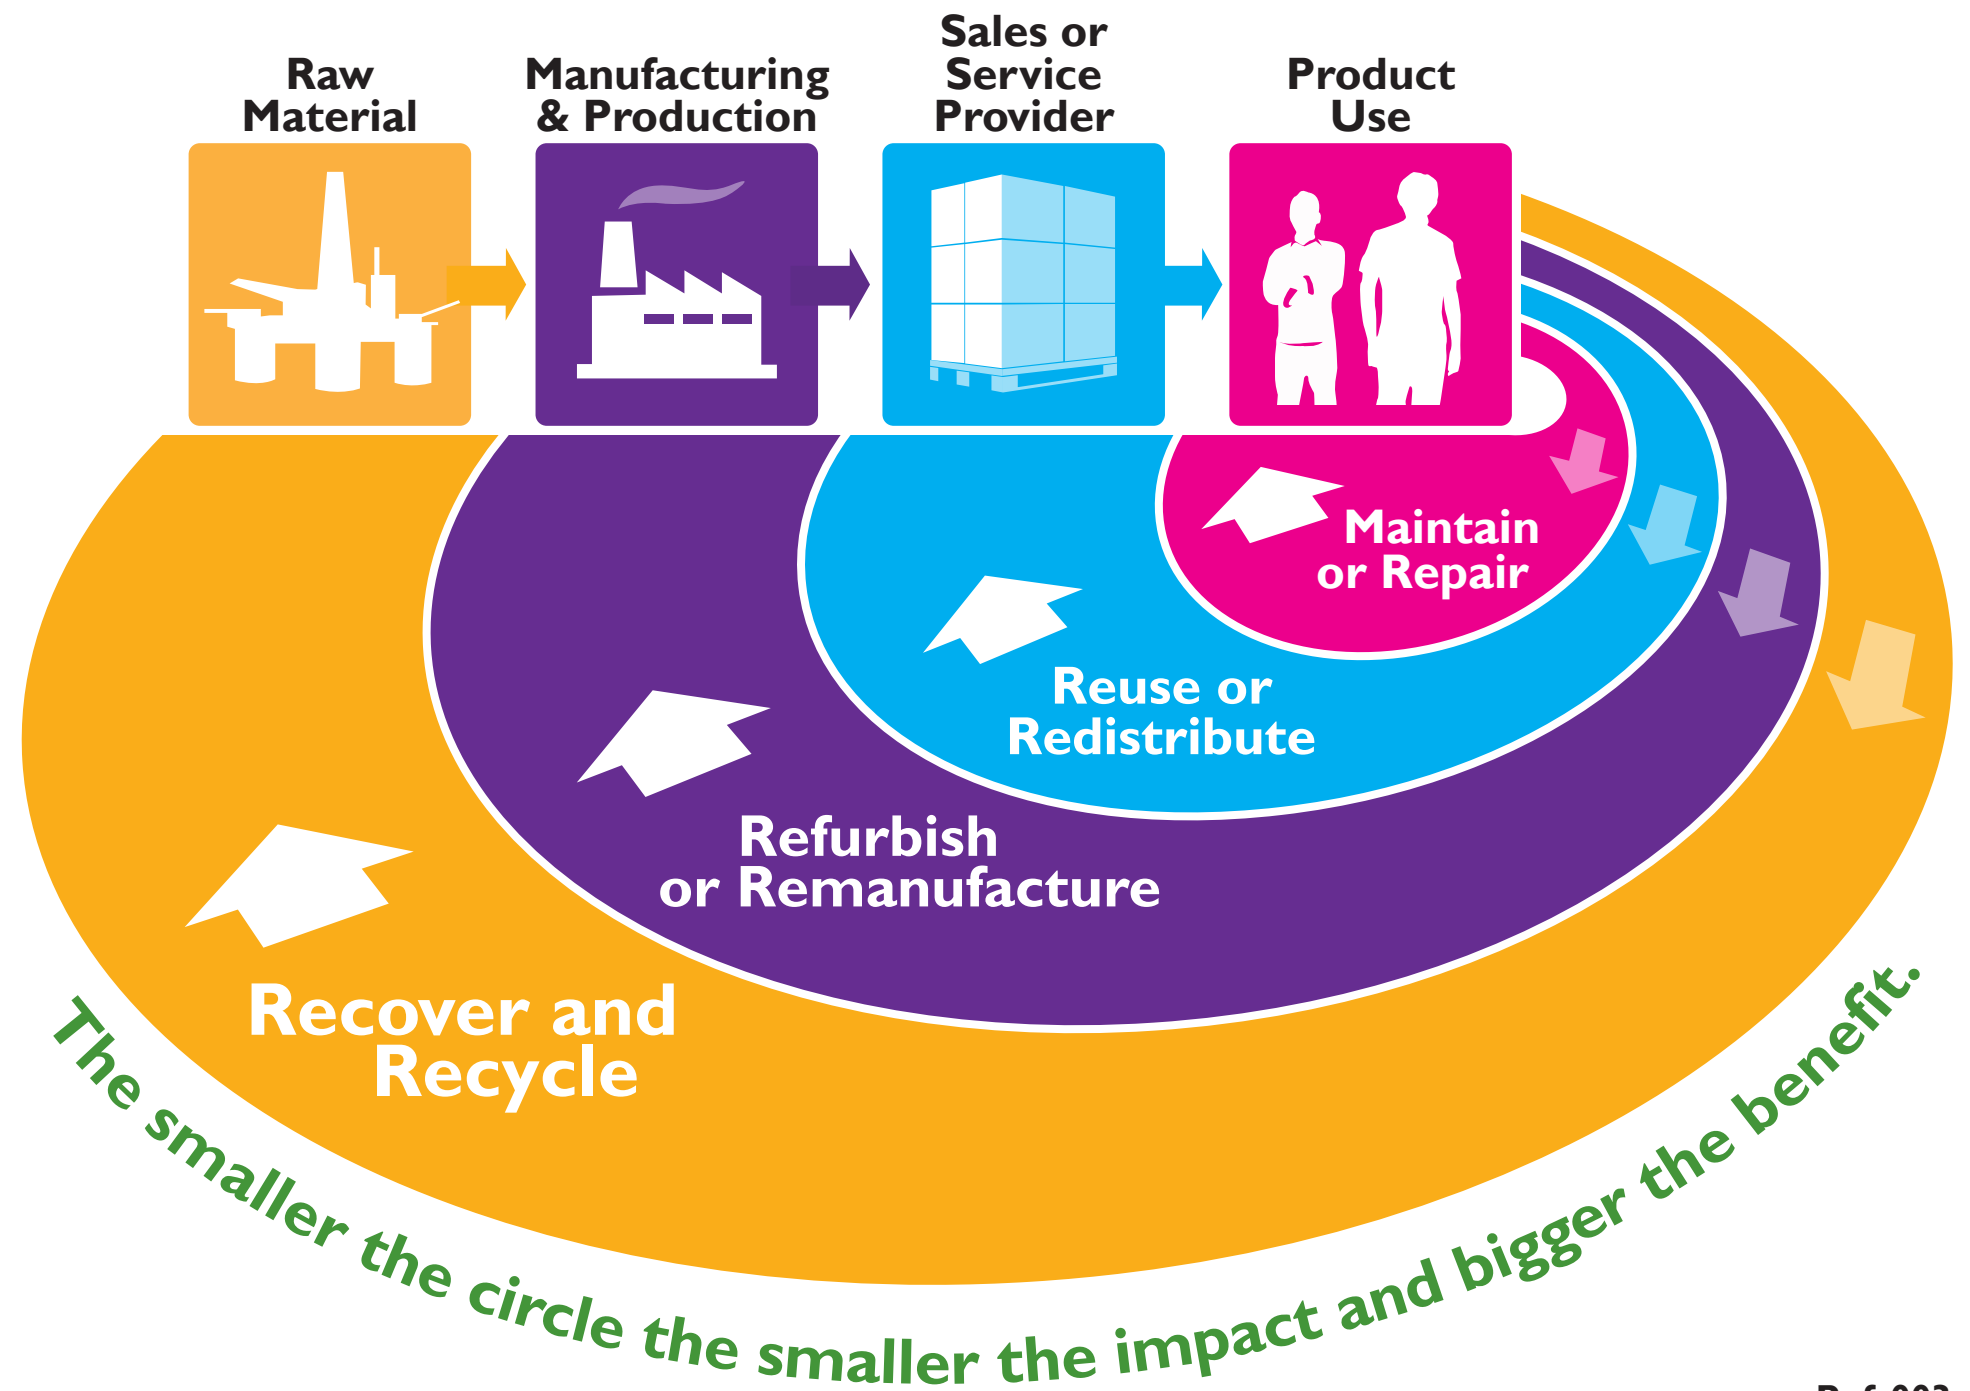 Raw
Material
Manufacturing
& Production
Sales or
Service
Provider
Product
Use
Maintain
or Repair
Reuse or
Redistribute
Refurbish
or Remanufacture
Recover and
Recycle
The smaller the circle the smaller the impact and bigger the benefit.